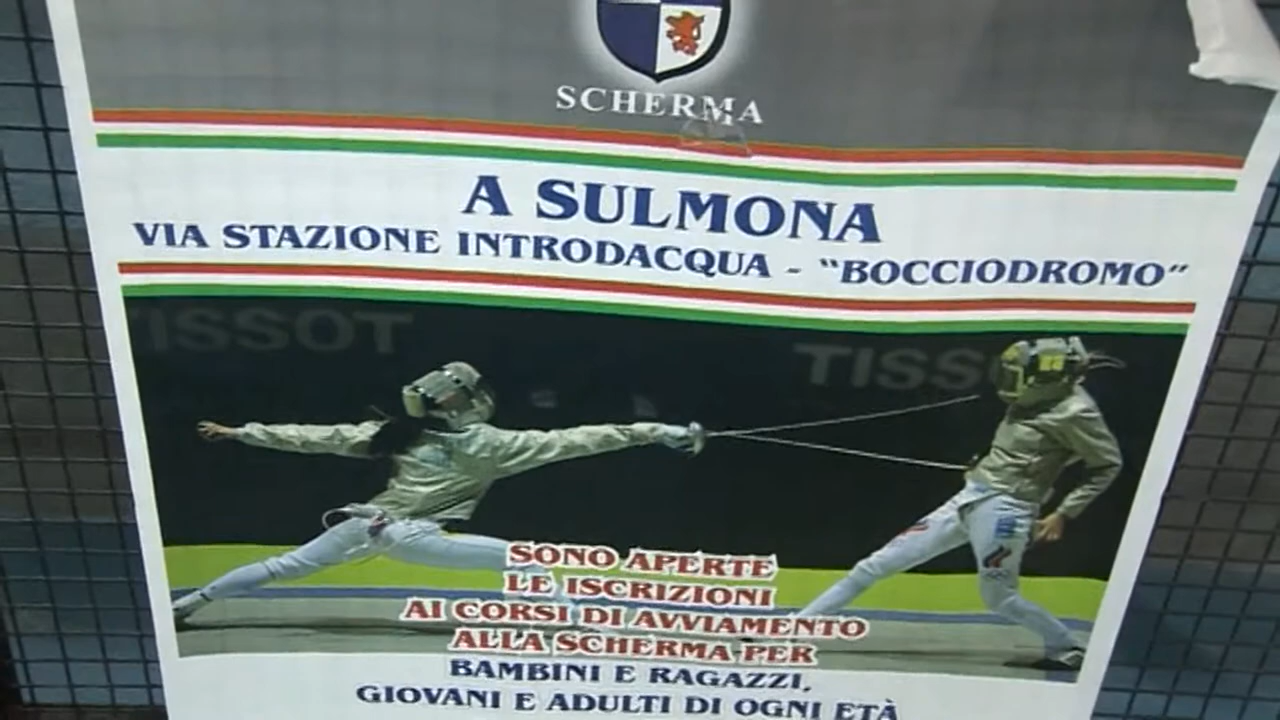 SCHERMA
A SULMONA
VIA STAZIONE INTRODACQUA - "BOCCIODROMO"
TISSOT TISSO
SONO APERTE
LE ISCRIZIONI
AI CORSI DI AVVIAMENTO
ALLA SCHERMA PER
BAMBINI E RAGAZZI,
GIOVANI E ADULTI DI OGNI ETÀ